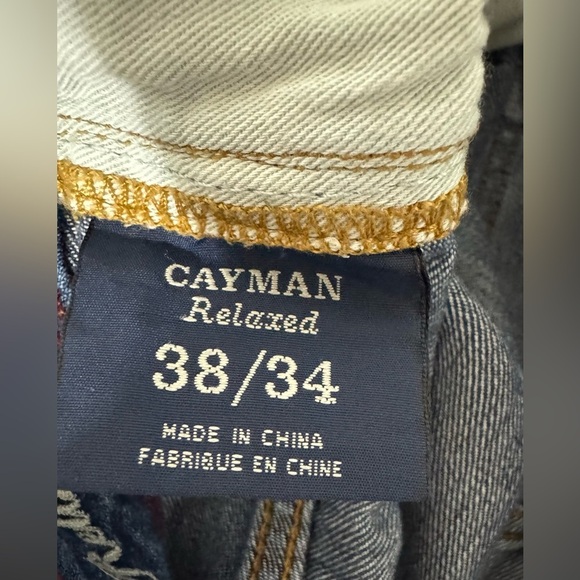 CAYMAN
Relaxed
38/34
MADE IN CHINA
FABRIQUE EN CHINE